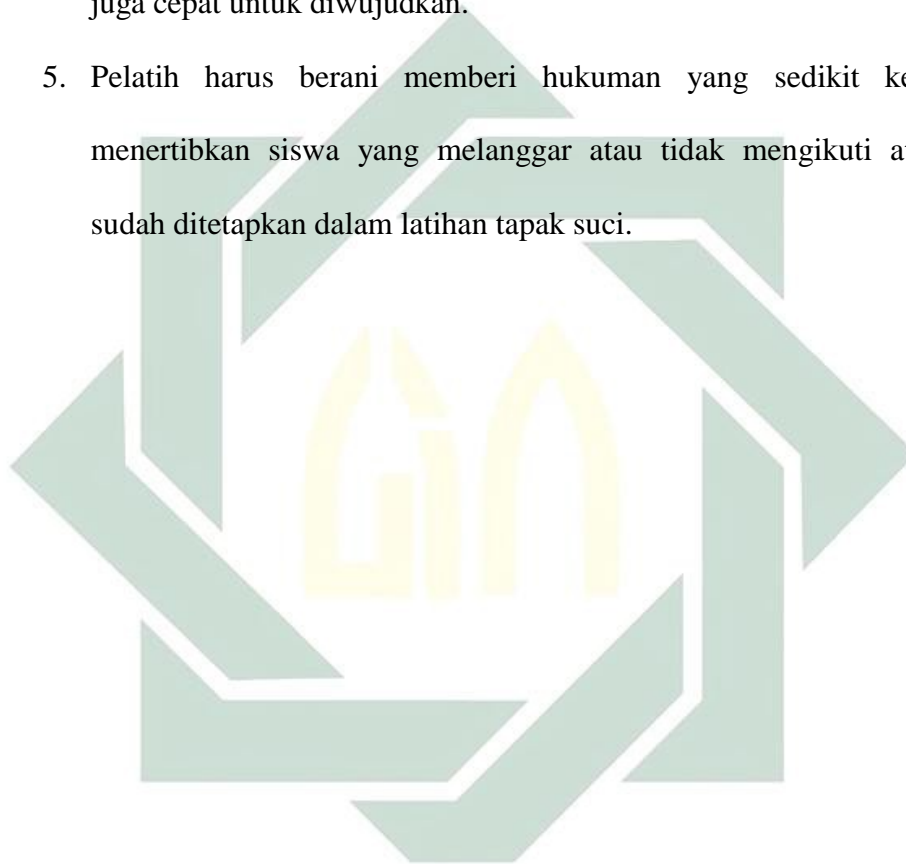 juga cepat untuk diwujudkan.
5. Pelatih harus berani memberi hukuman yang sedikit
menertibkan siswa yang melanggar atau tidak mengikuti
sudah ditetapkan dalam latihan tapak suci.